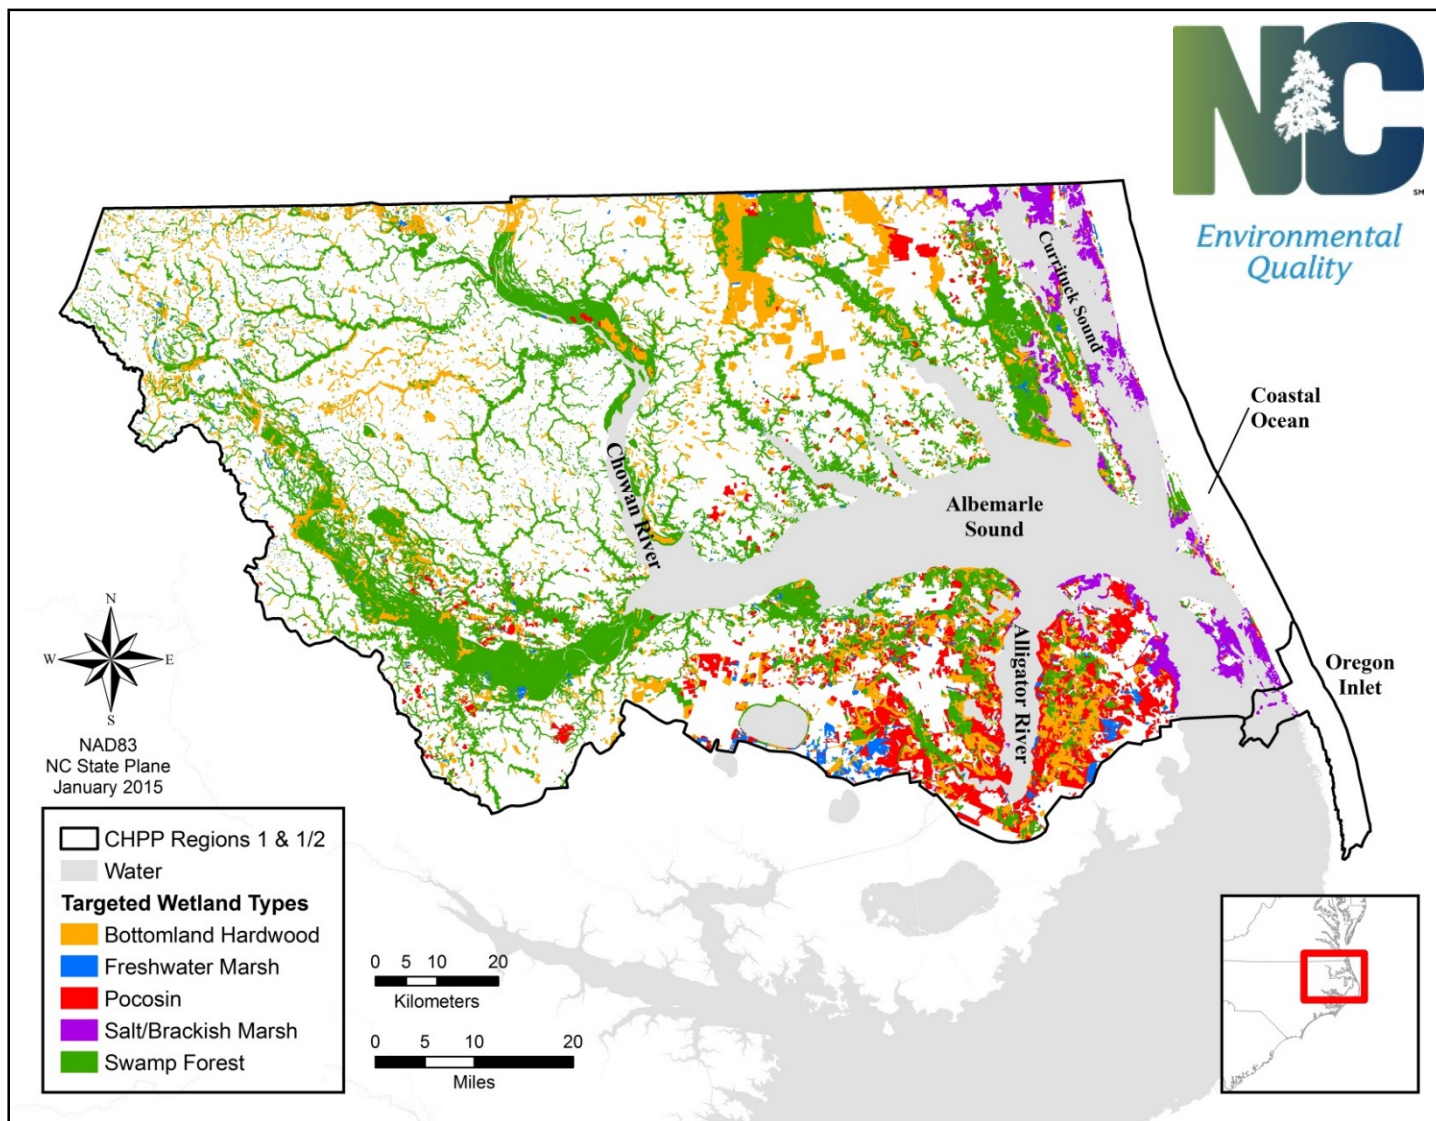 NC
SM
Environmental
Quality
Currituck Sound
Coastal
Ocean
Chowan River
Albemarle
Sound
Alligator River
Oregon
Inlet
N
W E
S
NAD83
NC State Plane
January 2015
CHPP Regions 1 & 1/2
Water
Targeted Wetland Types
Bottomland Hardwood
Freshwater Marsh
Pocosin
Salt/Brackish Marsh
Swamp Forest
0 5 10 20
Kilometers
0 5 10 20
Miles